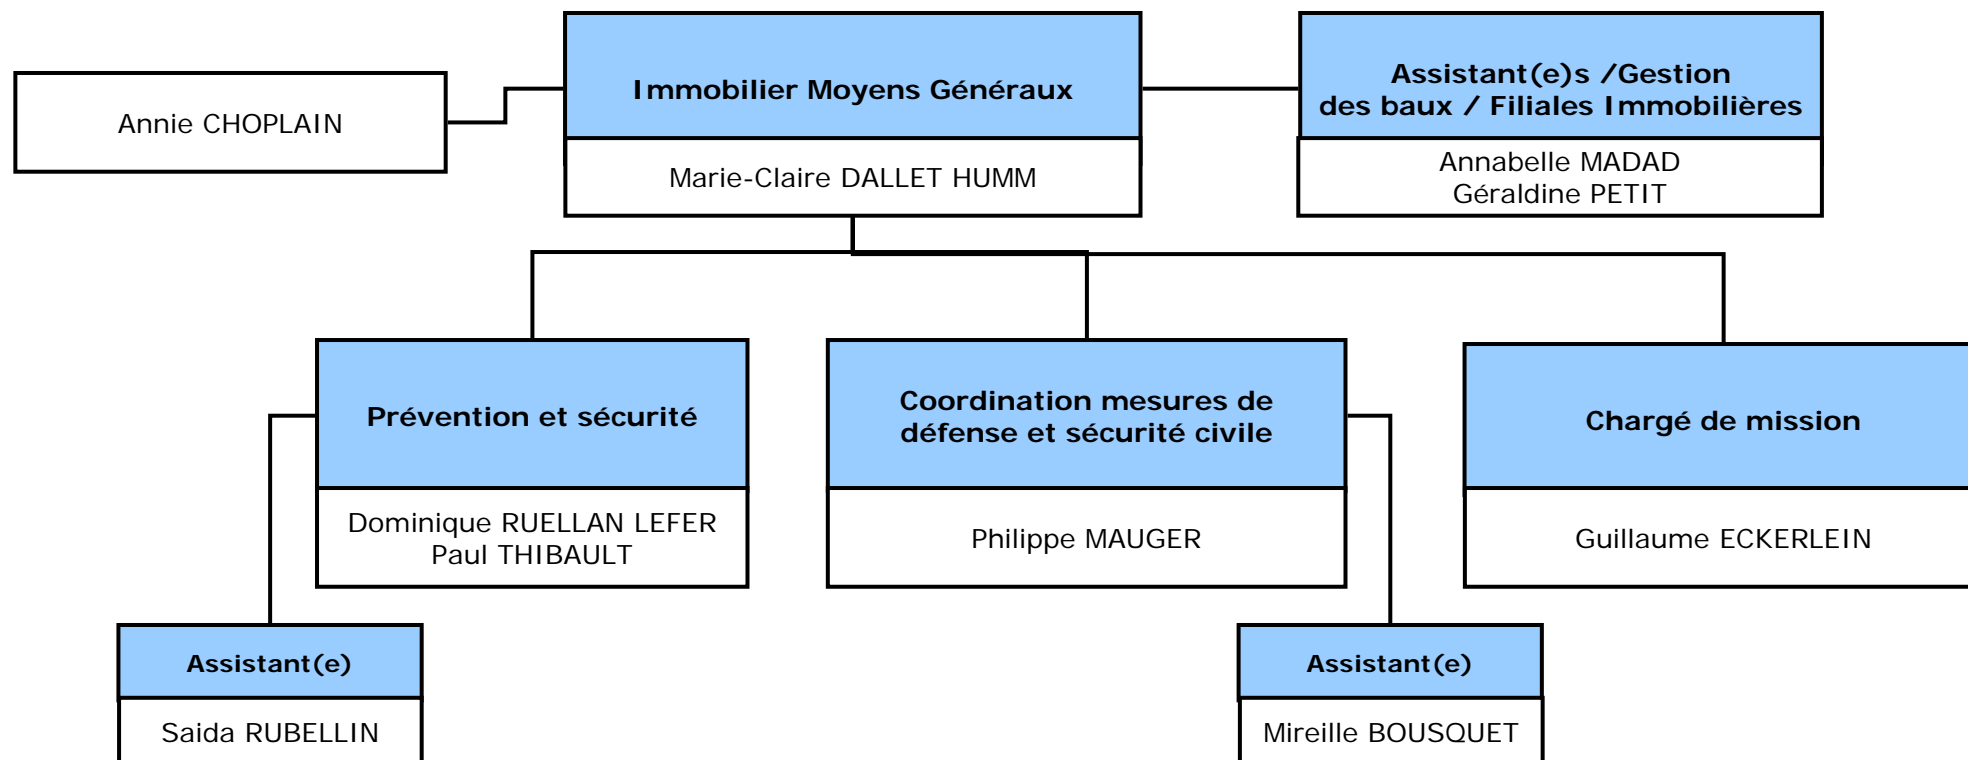 Annie CHOPLAIN
Immobilier Moyens Généraux
Marie-Claire DALLET HUMM
Assistant(e)s /Gestion
des baux / Filiales Immobilières
Annabelle MADAD
Géraldine PETIT
Prévention et sécurité
Dominique RUELLAN LEFER
Paul THIBAULT
Coordination mesures de
défense et sécurité civile
Philippe MAUGER
Chargé de mission
Guillaume ECKERLEIN
Assistant(e)
Saida RUBELLIN
Assistant(e)
Mireille BOUSQUET